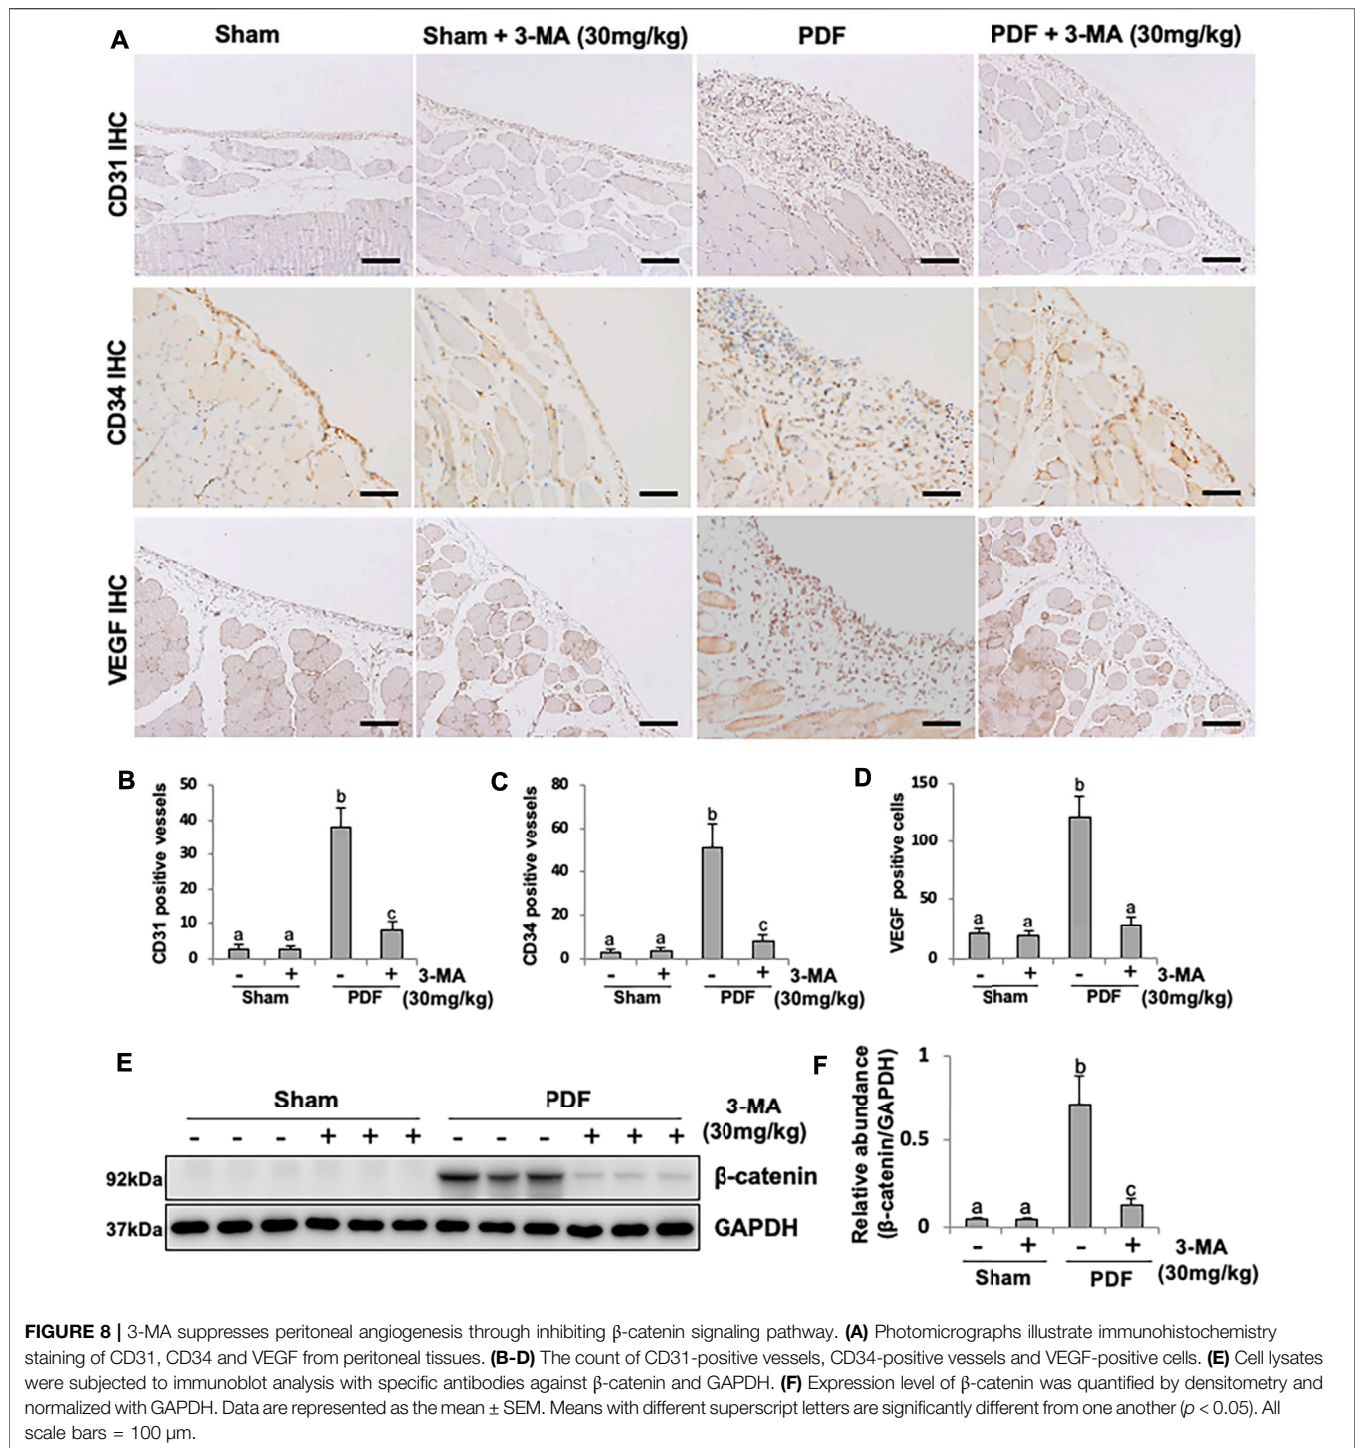 A
Sham
Sham + 3-MA (30mg/kg)
PDF
PDF + 3-MA (30mg/kg)
CD31 IHC
CD34 IHC
VEGF IHC
B
CD31 positive vessels
50
40
30
20
10
0
a
a
b
c
- + - + 3-MA
Sham PDF (30mg/kg)
C
CD34 positive vessels
80
60
40
20
0
a
a
b
c
- + - + 3-MA
Sham PDF (30mg/kg)
D
VEGF positive cells
150
100
50
0
a
a
b
a
- + - + 3-MA
Sham PDF (30mg/kg)
E
Sham PDF 3-MA
- - - + + + - - - + + + (30mg/kg)
92kDa β-catenin
37kDa GAPDH
F
Relative abundance
(β-catenin/GAPDH)
1
0.5
0
a
a
b
c
- + - + 3-MA
Sham PDF (30mg/kg)
FIGURE 8 | 3-MA suppresses peritoneal angiogenesis through inhibiting β-catenin signaling pathway. (A) Photomicrographs illustrate immunohistochemistry
staining of CD31, CD34 and VEGF from peritoneal tissues. (B-D) The count of CD31-positive vessels, CD34-positive vessels and VEGF-positive cells. (E) Cell lysates
were subjected to immunoblot analysis with specific antibodies against β-catenin and GAPDH. (F) Expression level of β-catenin was quantified by densitometry and
normalized with GAPDH. Data are represented as the mean ± SEM. Means with different superscript letters are significantly different from one another (p < 0.05). All
scale bars = 100 μm.